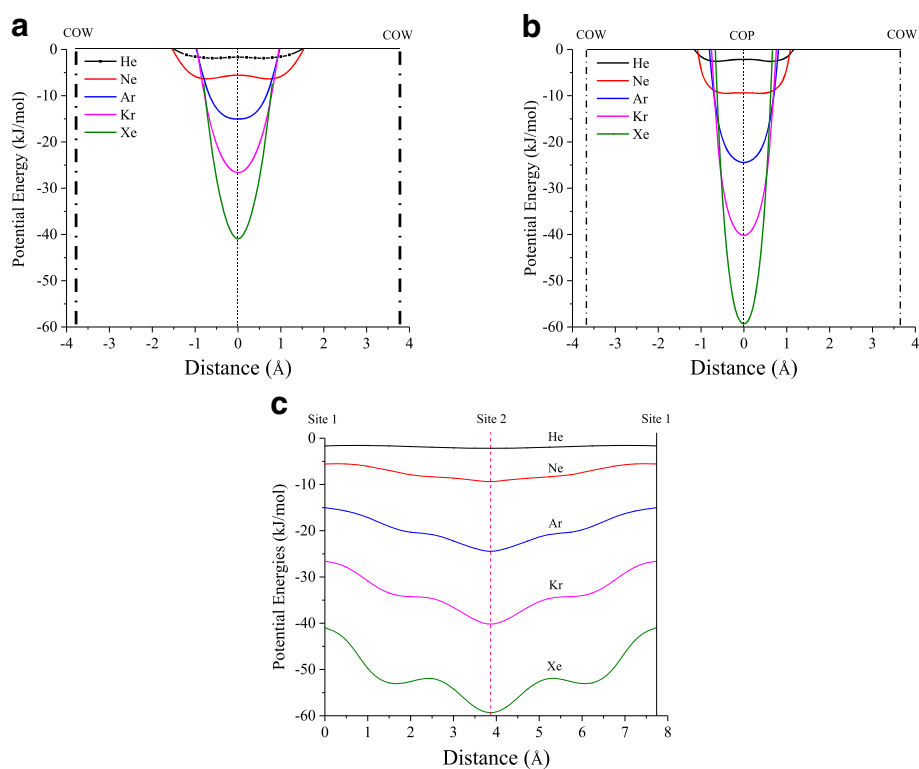 a
COW
COW
0
-10
-20
-30
-40
-50
-60
He
Ne
Ar
Kr
Xe
-4
-3
-2
-1
0
1
2
3
4
Potential Energy (kJ/mol)
Distance (Å)
b
COW
COP
COW
0
-10
-20
-30
-40
-50
-60
He
Ne
Ar
Kr
Xe
-4
-3
-2
-1
0
1
2
3
4
Potential Energy (kJ/mol)
Distance (Å)
c
Site 1
Site 2
Site 1
0
-10
-20
-30
-40
-50
-60
He
Ne
Ar
Kr
Xe
0
1
2
3
4
5
6
7
8
Potential Energies (kJ/mol)
Distance (Å)